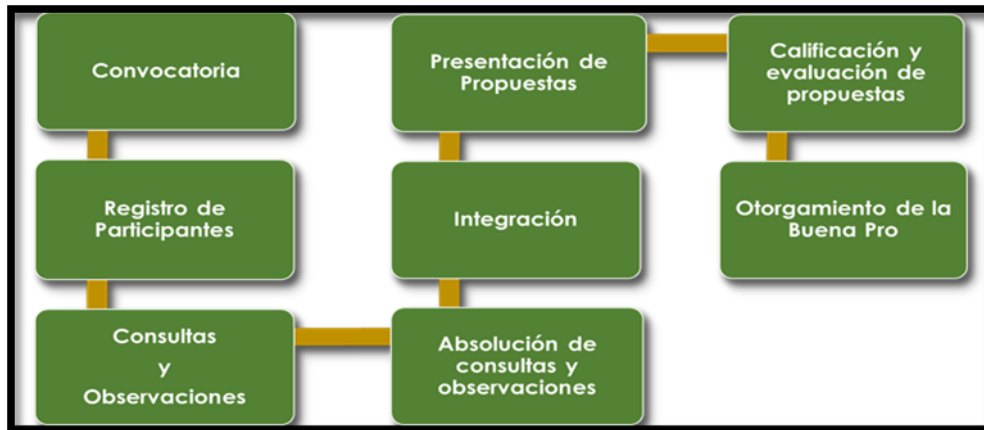 Convocatoria
Registro de
Participantes
Consultas
y
Observaciones
Absolución de
consultas y
observaciones
Integración
Presentación de
Propuestas
Calificación y
evaluación de
propuestas
Otorgamiento de la
Buena Pro